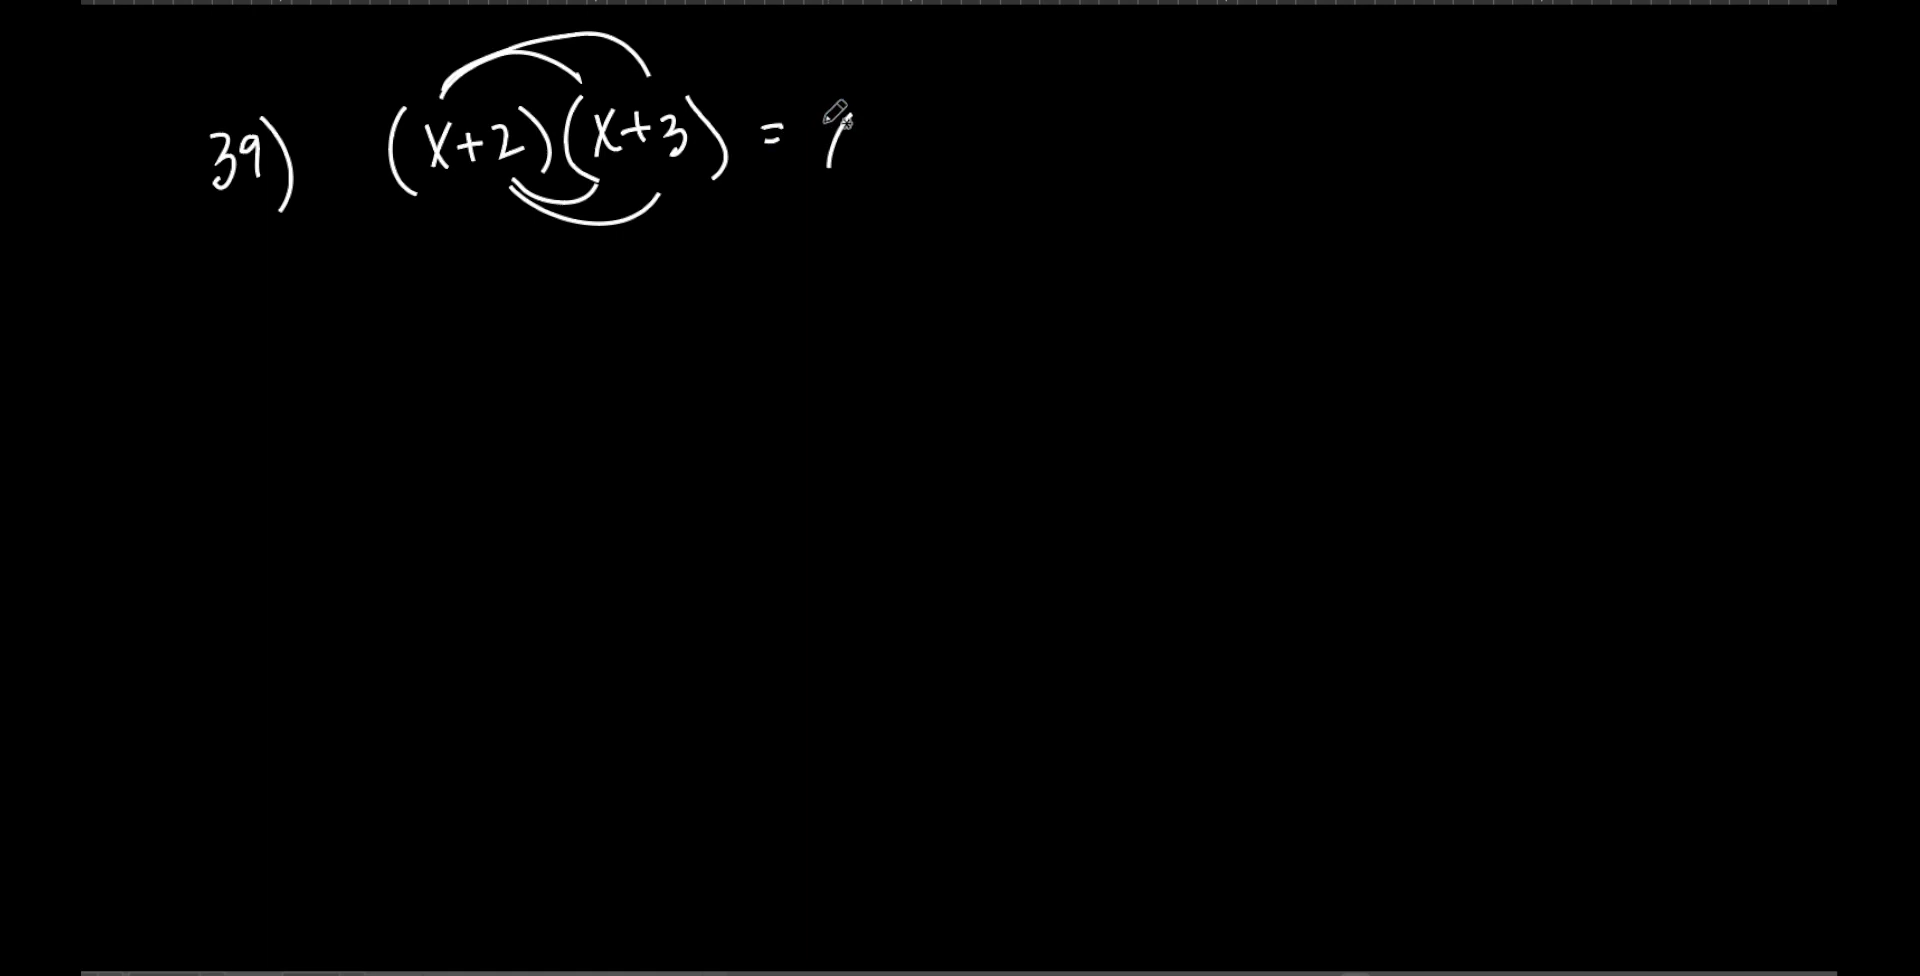 39) (x+2)(x+3) =